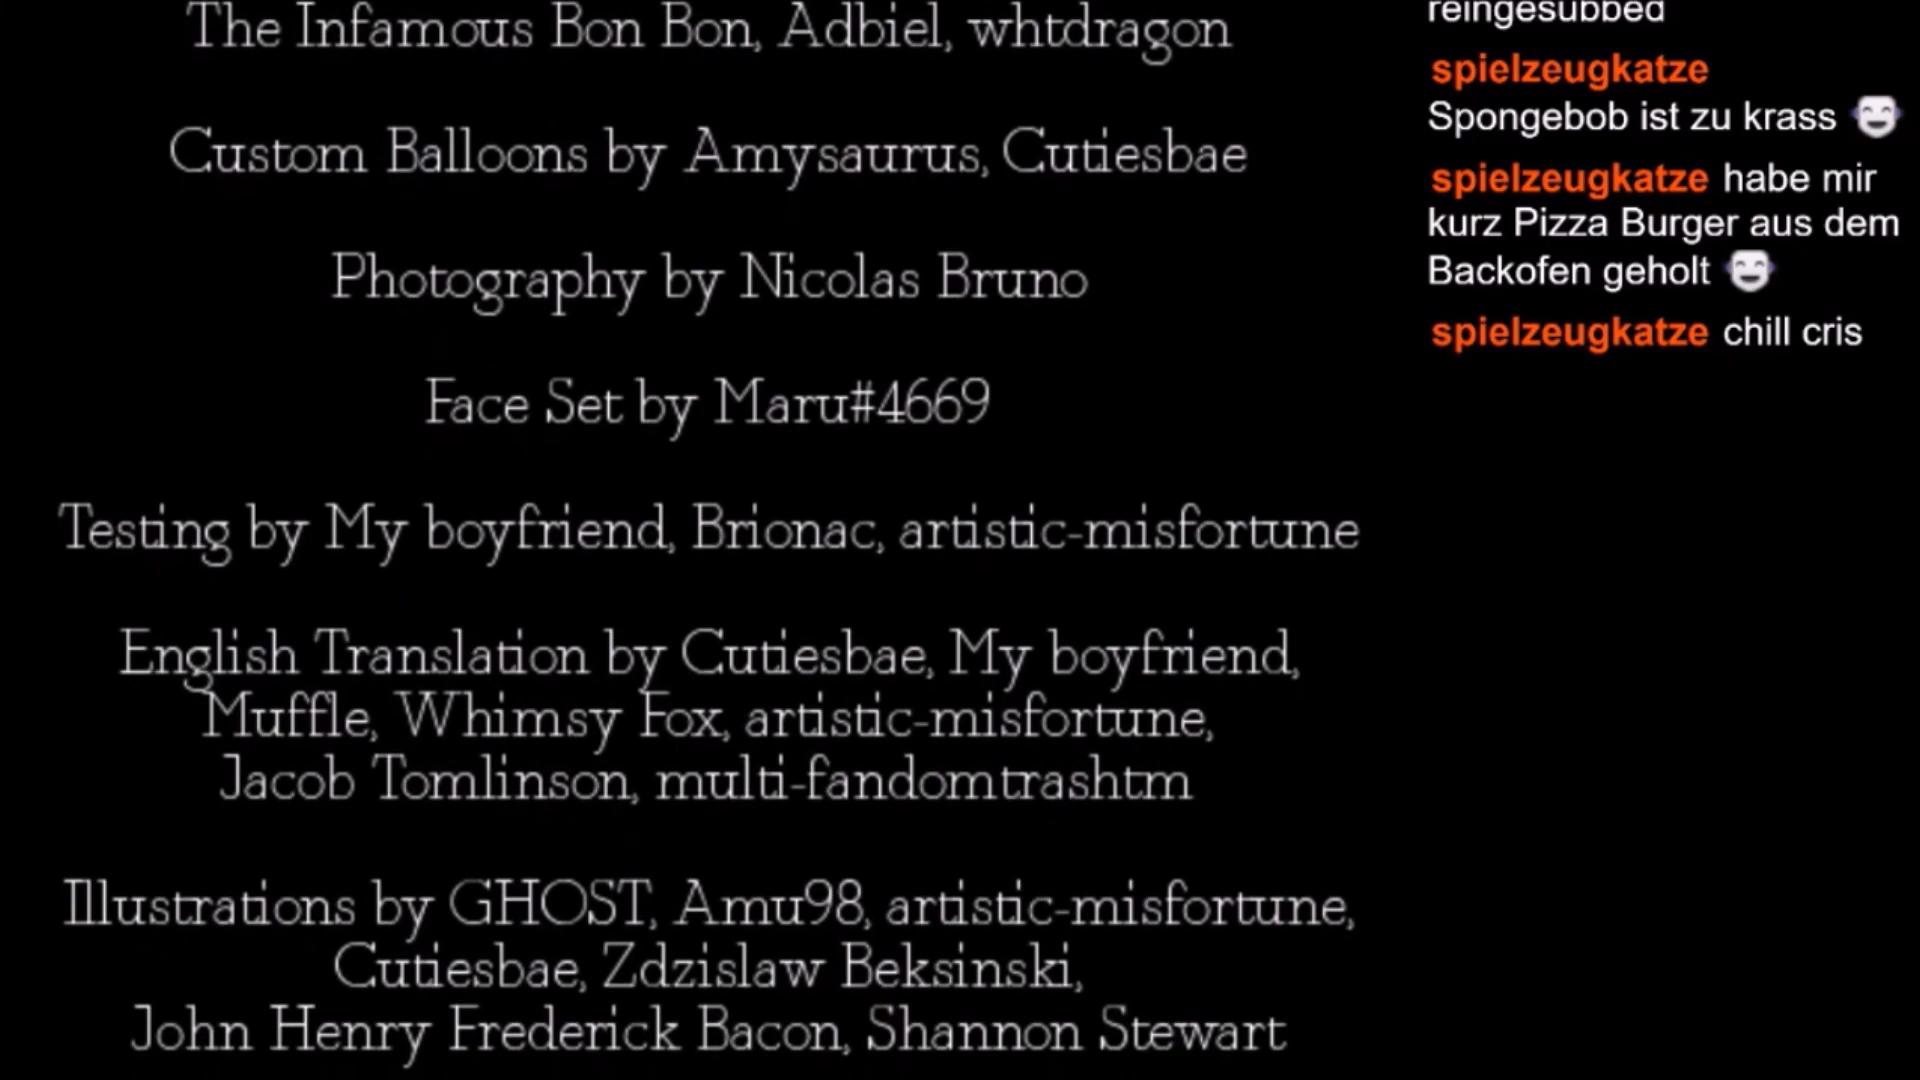 The Infamous Bon Bon, Adbiel, whtdragon
Custom Balloons by Amysaurus, Cutiesbae
Photography by Nicolas Bruno
Face Set by Maru#4669
Testing by My boyfriend, Brionac, artistic-misfortune
English Translation by Cutiesbae, My boyfriend,
Muffle, Whimsy Fox, artistic-misfortune,
Jacob Tomlinson, multi-fandomtrashtm
Illustrations by GHOST, Amu98, artistic-misfortune,
Cutiesbae, Zdzislaw Beksinski,
John Henry Frederick Bacon, Shannon Stewart
reingesubbed
spielzeugkatze
Spongebob ist zu krass
spielzeugkatze habe mir
kurz Pizza Burger aus dem
Backofen geholt
spielzeugkatze chill cris